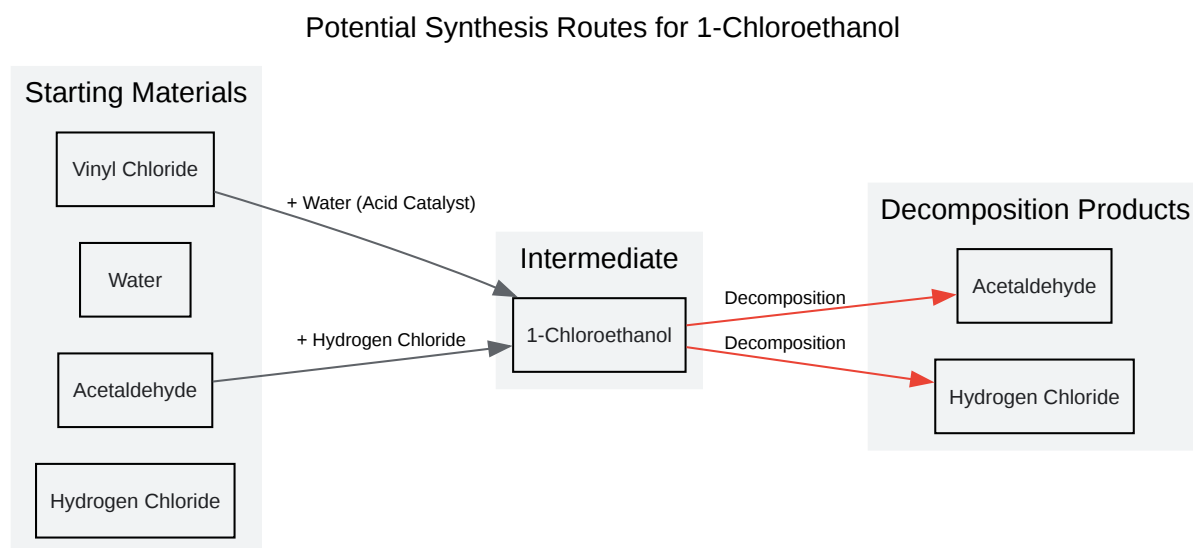 Potential Synthesis Routes for 1-Chloroethanol
Starting Materials
Vinyl Chloride
Water
Acetaldehyde
Hydrogen Chloride
+ Water (Acid Catalyst)
+ Hydrogen Chloride
Intermediate
1-Chloroethanol
Decomposition
Decomposition
Decomposition Products
Acetaldehyde
Hydrogen Chloride